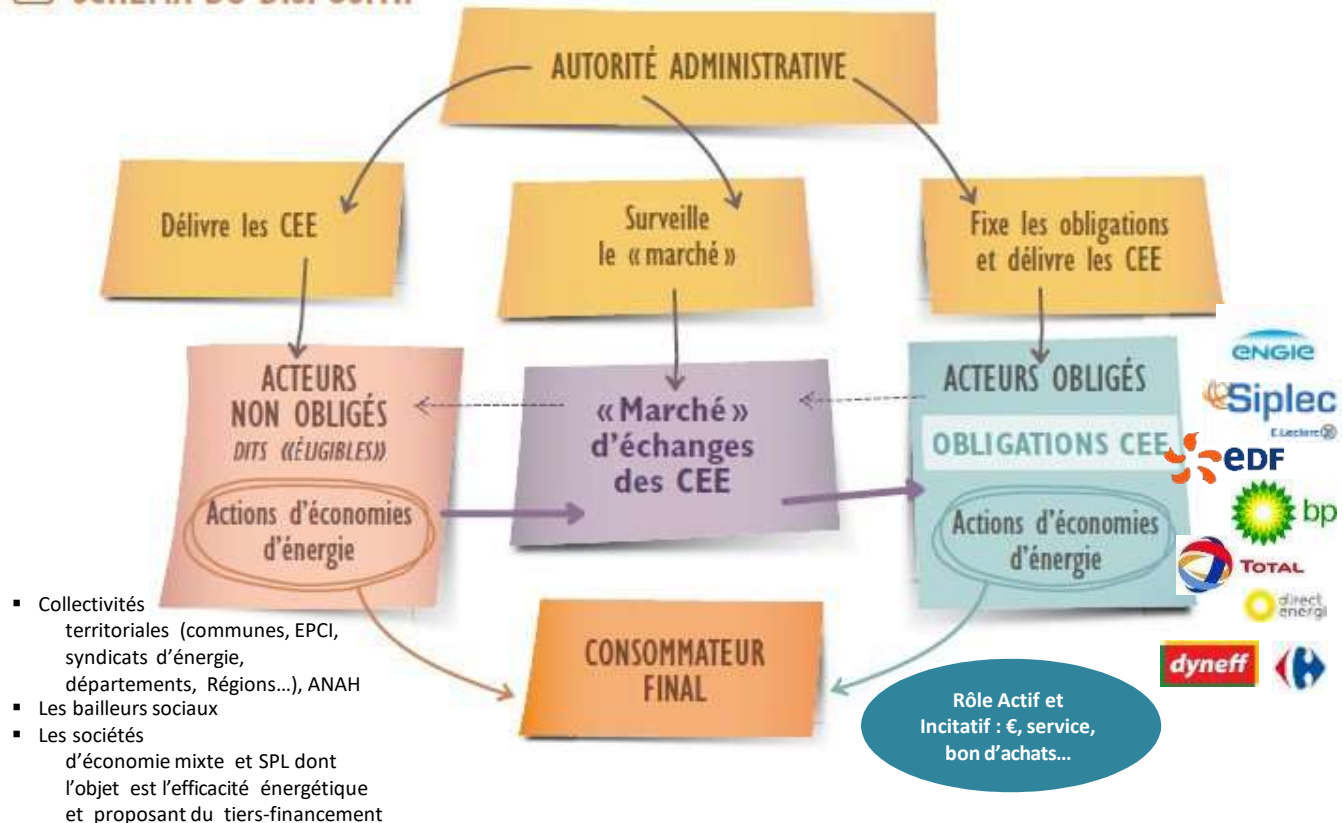 SCHÉMA DU DISPOSITIF
AUTORITÉ ADMINISTRATIVE
Délivre les CEE
Surveille
le « marché »
Fixe les obligations
et délivre les CEE
ACTEURS
NON OBLIGÉS
DITS «ÉLIGIBLES»
Actions d'économies
d'énergie
« Marché »
d'échanges
des CEE
ACTEURS OBLIGÉS
OBLIGATIONS CEE
Actions d'économies
d'énergie
ENGIE
Siplec
E.Leclerc
eDF
bp
TOTAL
direct
energi
dyneff
CONSOMMATEUR
FINAL
Rôle Actif et
Incitatif : €, service,
bon d'achats...
▪ Collectivités
territoriales (communes, EPCI,
syndicats d'énergie,
départements, Régions...), ANAH
▪ Les bailleurs sociaux
▪ Les sociétés
d'économie mixte et SPL dont
l'objet est l'efficacité énergétique
et proposant du tiers-financement